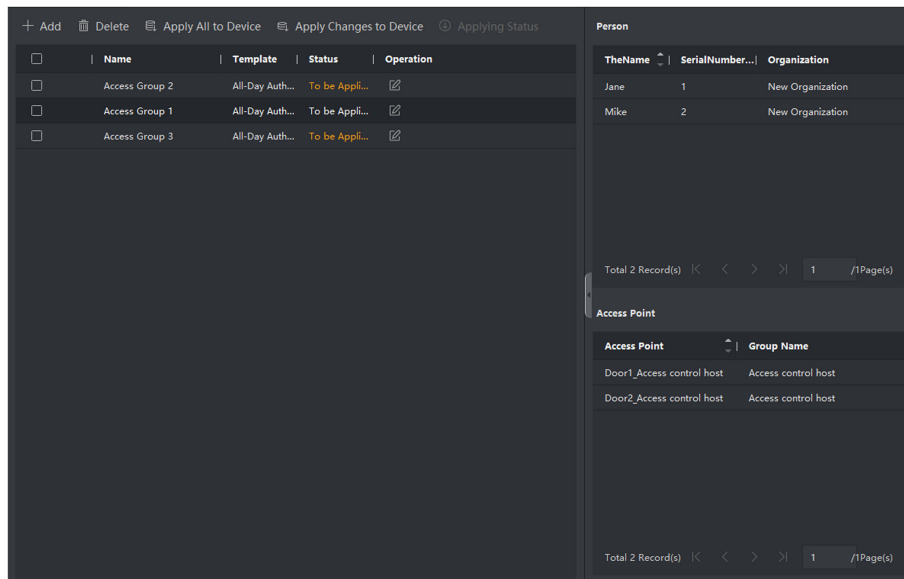 Add Delete Apply All to Device Apply Changes to Device Applying Status
Name Template Status Operation
Access Group 2 All-Day Auth... To be Appli...
Access Group 1 All-Day Auth... To be Appli...
Access Group 3 All-Day Auth... To be Appli...
Person
TheName SerialNumber... Organization
Jane 1 New Organization
Mike 2 New Organization
Total 2 Record(s) 1 /1Page(s)
Access Point
Access Point Group Name
Door1_Access control host Access control host
Door2_Access control host Access control host
Total 2 Record(s) 1 /1Page(s)